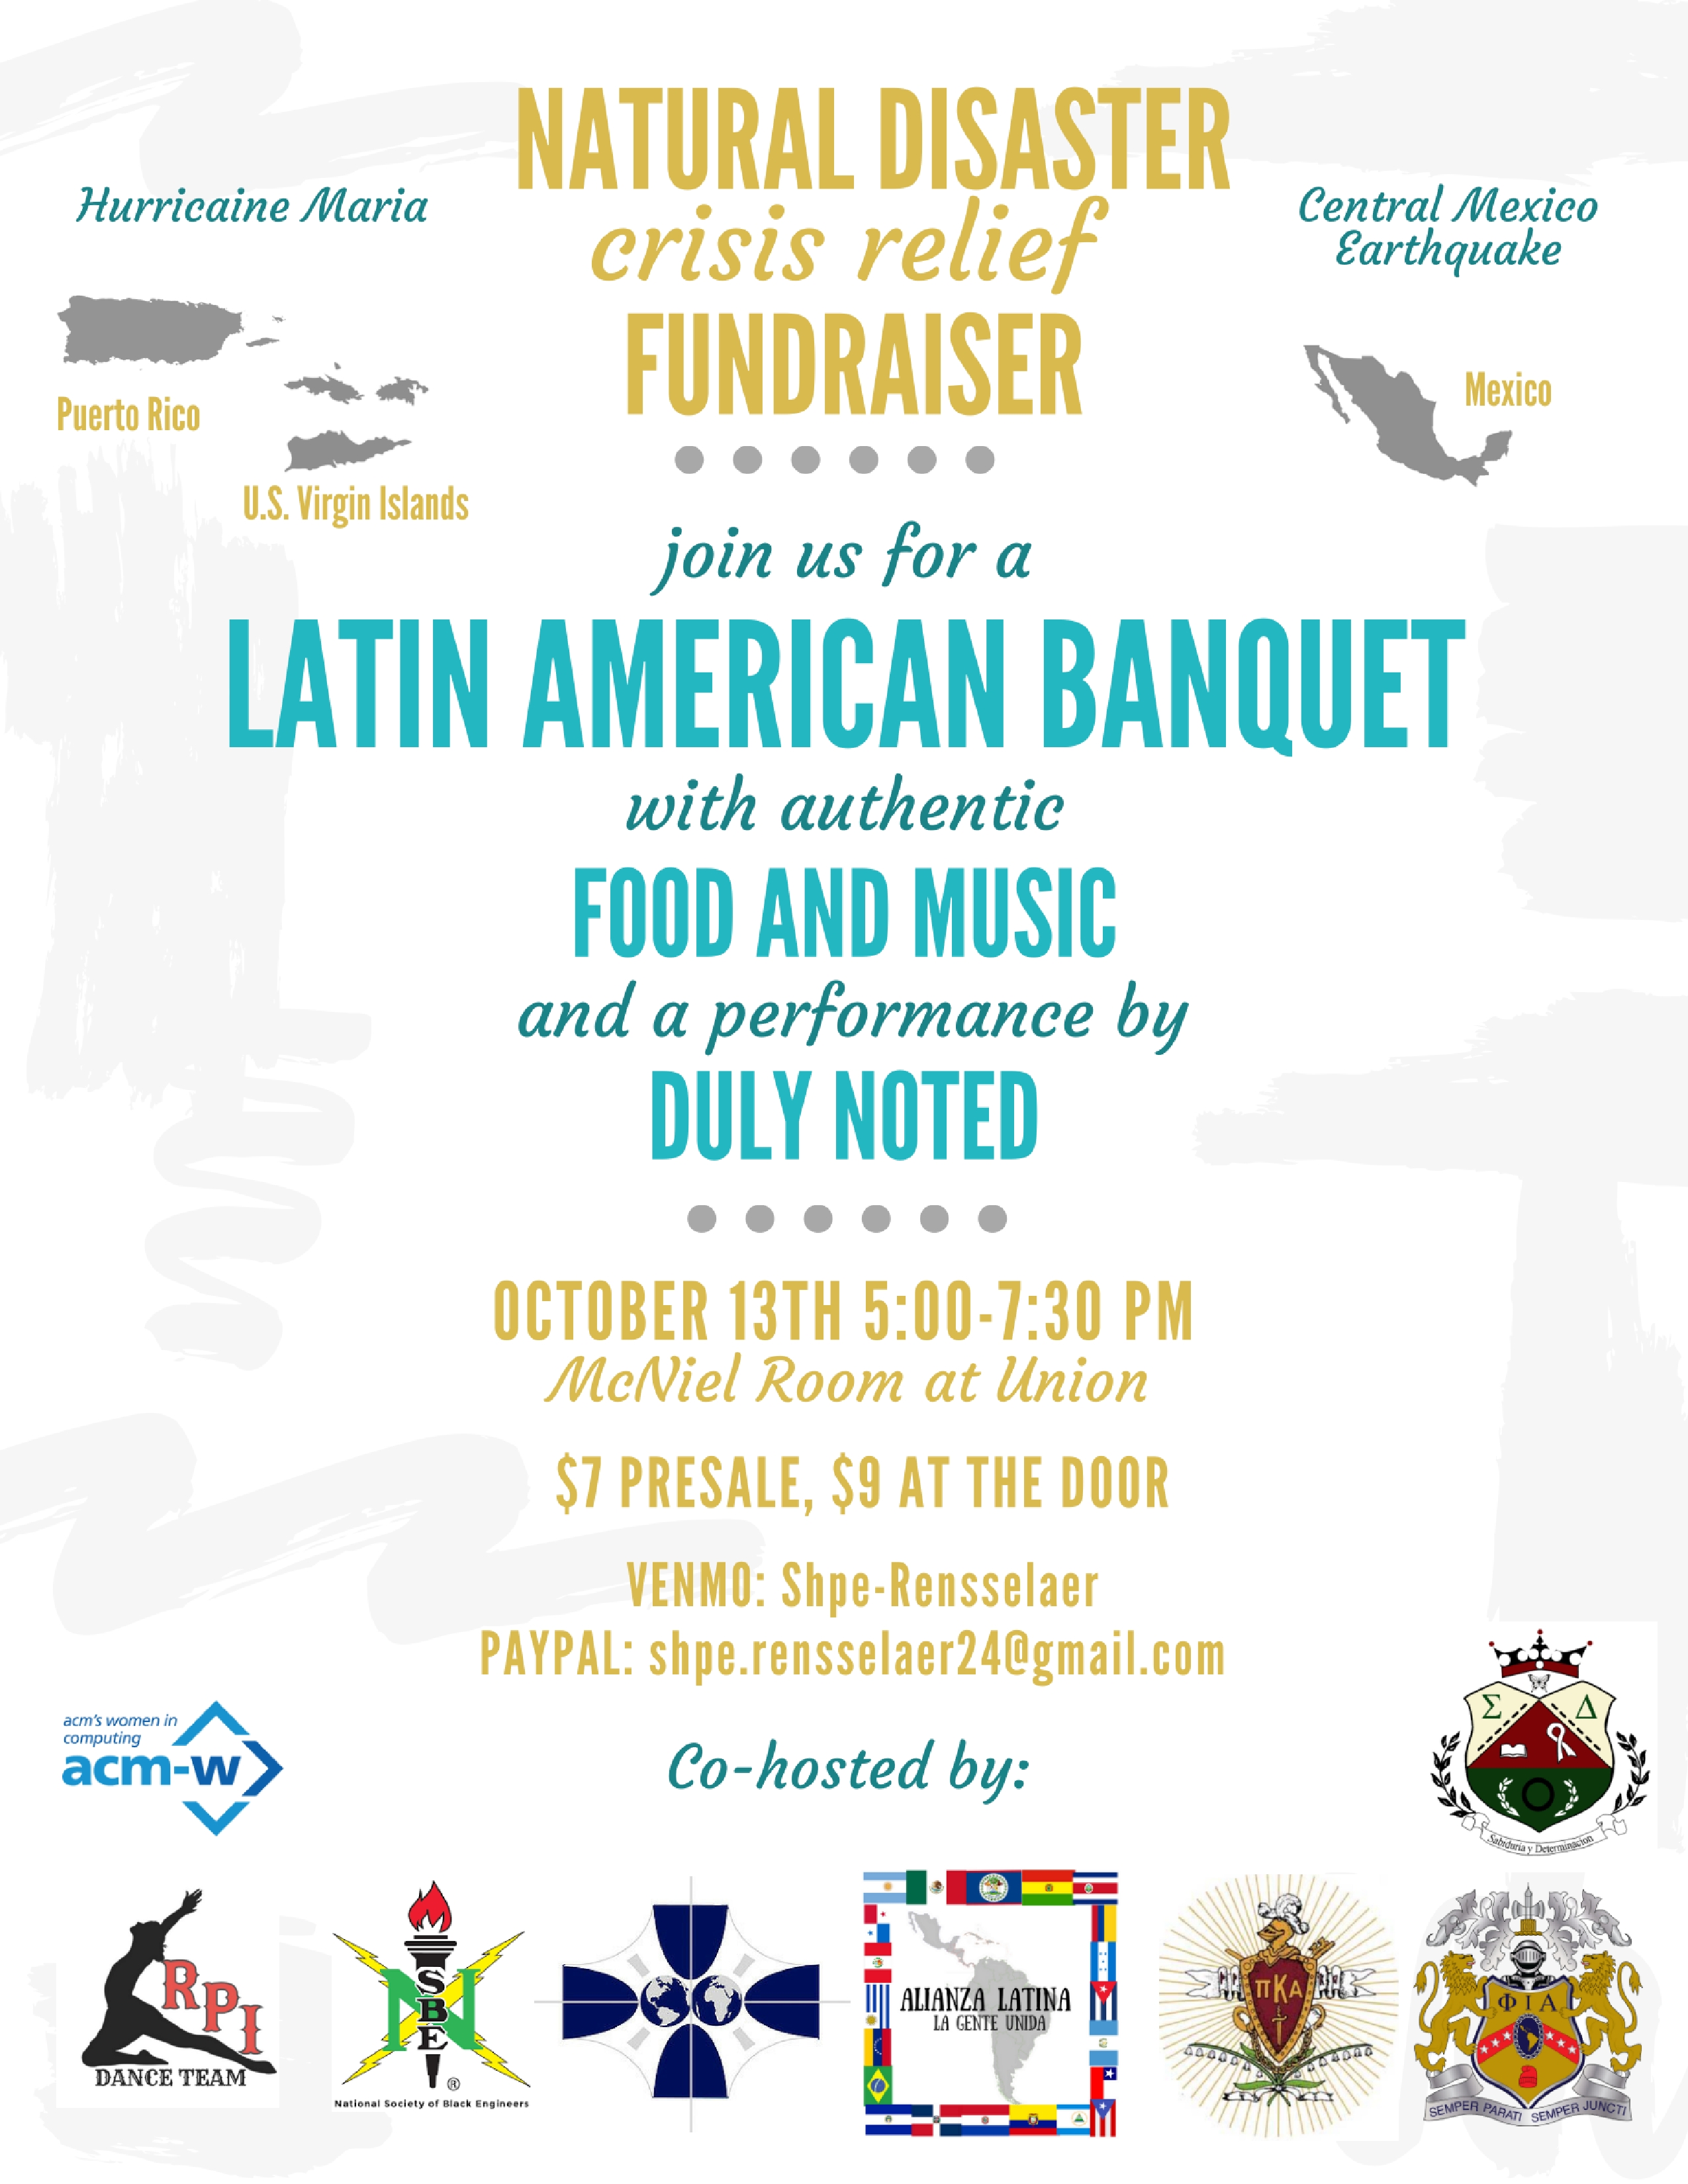 NATURAL DISASTER
crisis relief
FUNDRAISER
Hurricaine Maria
Puerto Rico
U.S. Virgin Islands
Central Mexico
Earthquake
Mexico
join us for a
LATIN AMERICAN BANQUET
with authentic
FOOD AND MUSIC
and a performance by
DULY NOTED
OCTOBER 13TH 5:00-7:30 PM
McNiel Room at Union
$7 PRESALE, $9 AT THE DOOR
VENMO: Shpe-Rensselaer
PAYPAL: shpe.rensselaer24@gmail.com
Co-hosted by:
acm's women in
computing
acm-w
Σ Δ
Sabiduria y Determinacion
RPI
DANCE TEAM
NSBE
®
National Society of Black Engineers
ALIANZA LATINA
LA GENTE UNIDA
ΠΚΑ
ΦΙΑ
SEMPER PARATI SEMPER JUNCTI